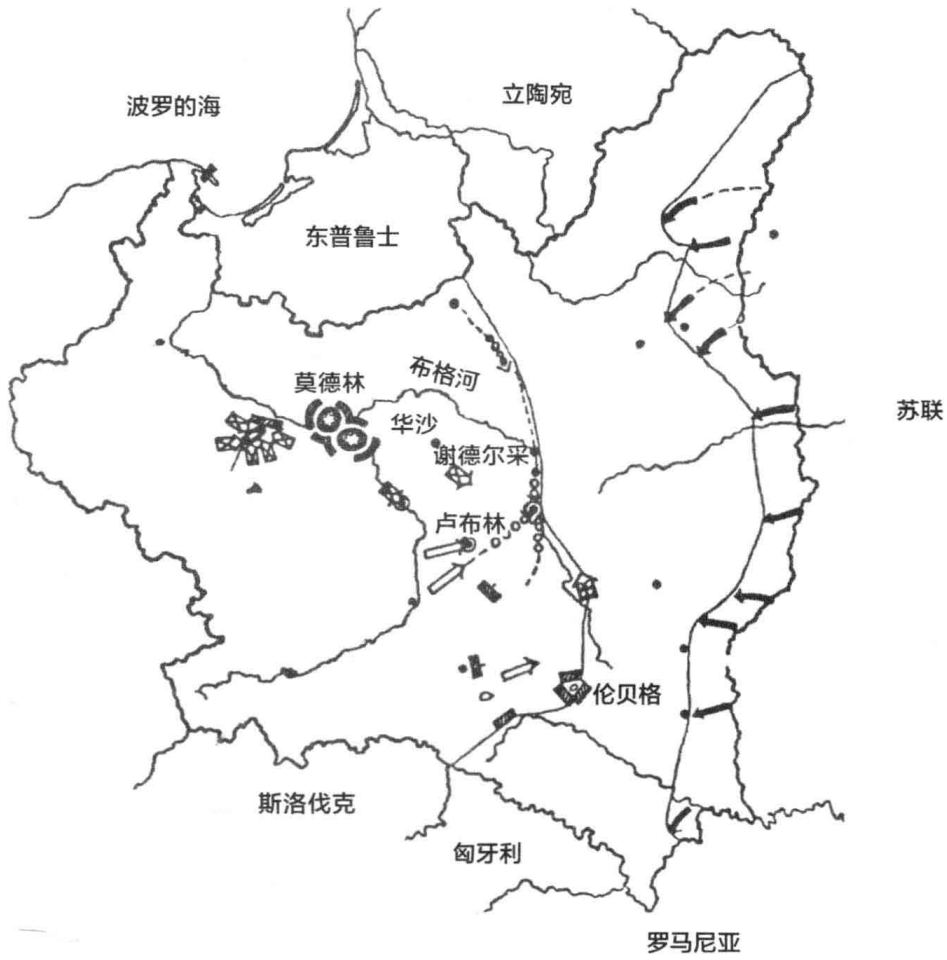 波罗的海
立陶宛
东普鲁士
莫德林
布格河
华沙
苏联
谢德尔采
卢布林
伦贝格
斯洛伐克
匈牙利
罗马尼亚